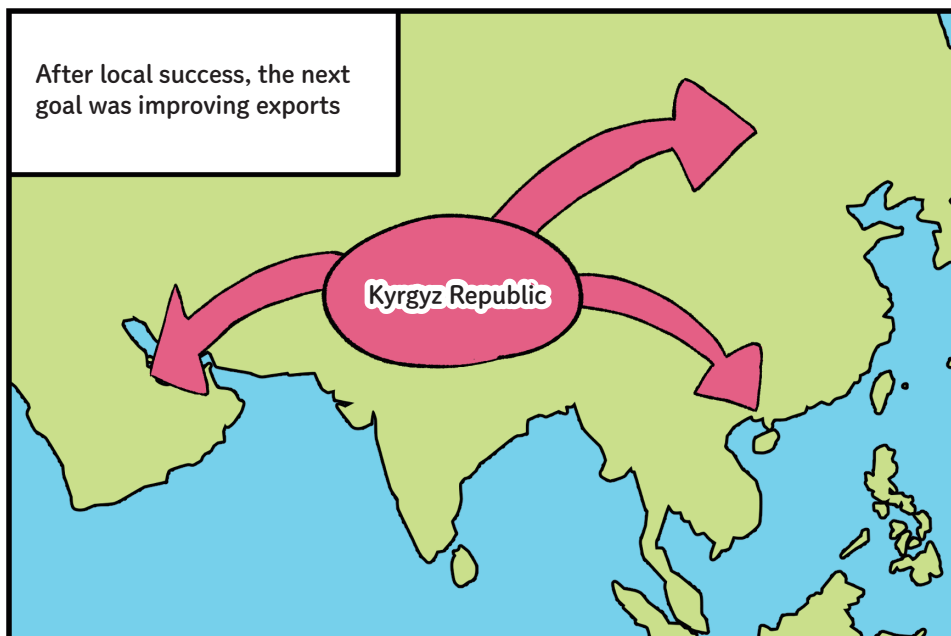 After local success, the next
goal was improving exports
Kyrgyz Republic